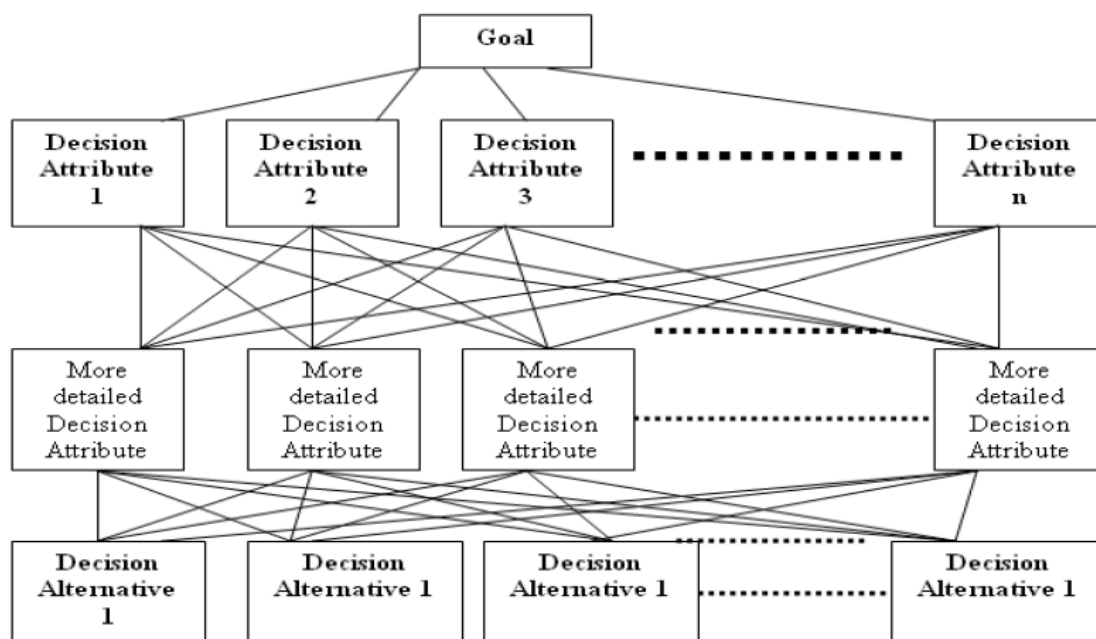 Goal
Decision
Attribute
1
Decision
Attribute
2
Decision
Attribute
3
Decision
Attribute
n
More
detailed
Decision
Attribute
More
detailed
Decision
Attribute
More
detailed
Decision
Attribute
More
detailed
Decision
Attribute
Decision
Alternative
1
Decision
Alternative 1
Decision
Alternative 1
Decision
Alternative 1